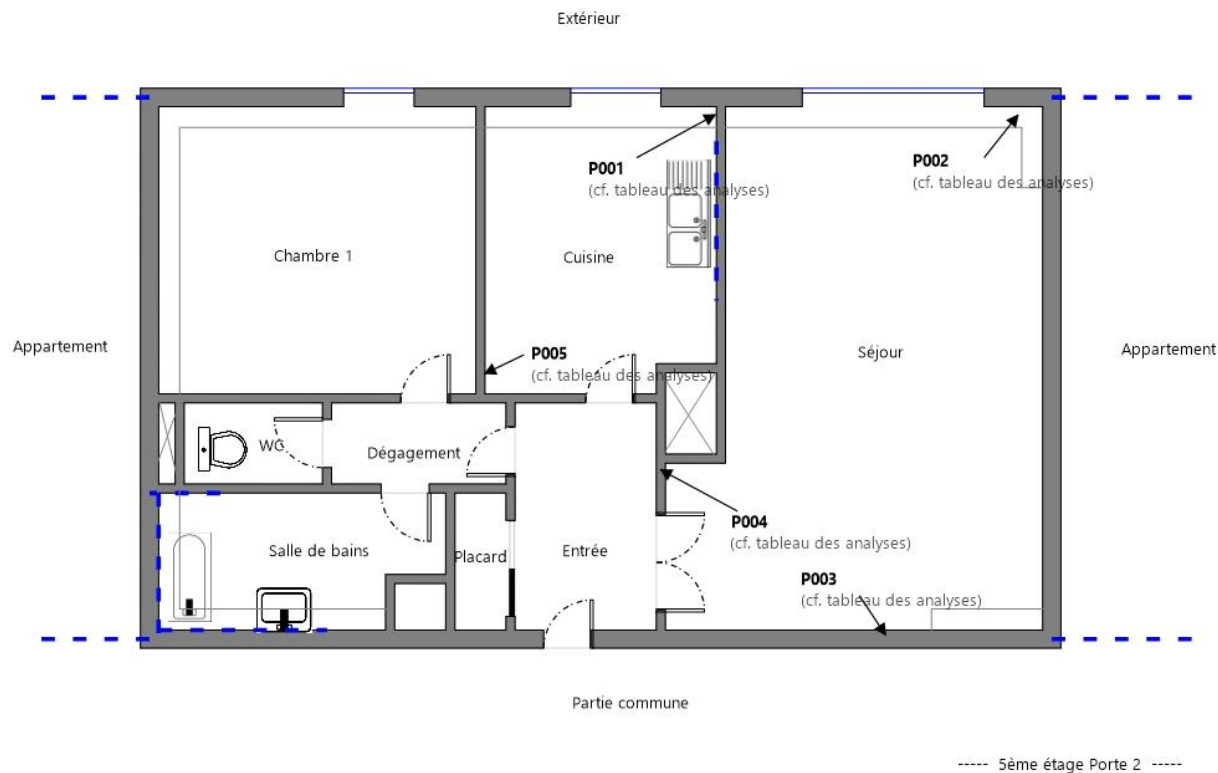 Extérieur
P001
(cf. tableau des analyses)
P002
(cf. tableau des analyses)
Chambre 1
Cuisine
Appartement
P005
(cf. tableau des analyses)
Séjour
Appartement
WC
Dégagement
P004
(cf. tableau des analyses)
Salle de bains
Placard
Entrée
P003
(cf. tableau des analyses)
Partie commune
----- 5ème étage Porte 2 -----